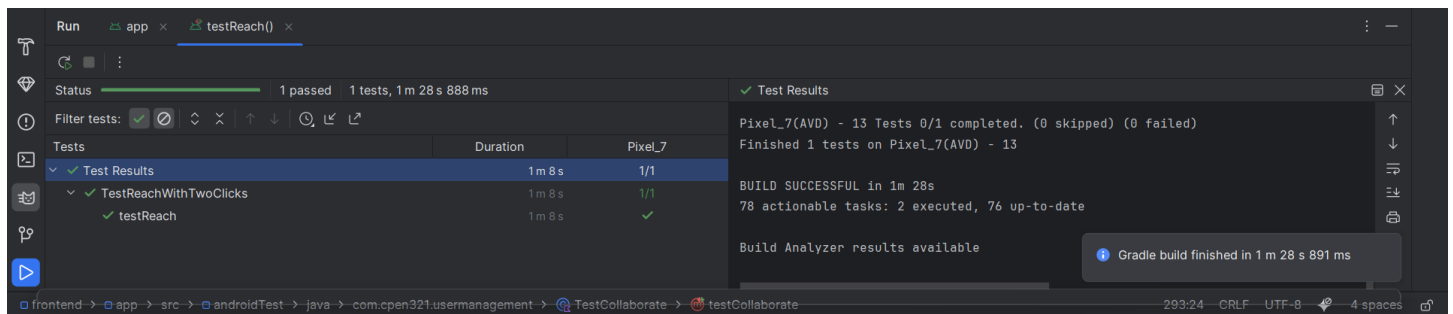 Run app testReach()
Status 1 passed 1 tests, 1 m 28 s 888 ms
Test Results
Filter tests:
Tests Duration Pixel_7
Test Results 1 m 8 s 1/1
TestReachWithTwoClicks 1 m 8 s 1/1
testReach 1 m 8 s
Pixel_7(AVD) - 13 Tests 0/1 completed. (0 skipped) (0 failed)
Finished 1 tests on Pixel_7(AVD) - 13
BUILD SUCCESSFUL in 1m 28s
78 actionable tasks: 2 executed, 76 up-to-date
Build Analyzer results available
Gradle build finished in 1 m 28 s 891 ms
frontend > app > src > androidTest > java > com.cpen321.usermanagement > TestCollaborate > testCollaborate 293:24 CRLF UTF-8 4 spaces